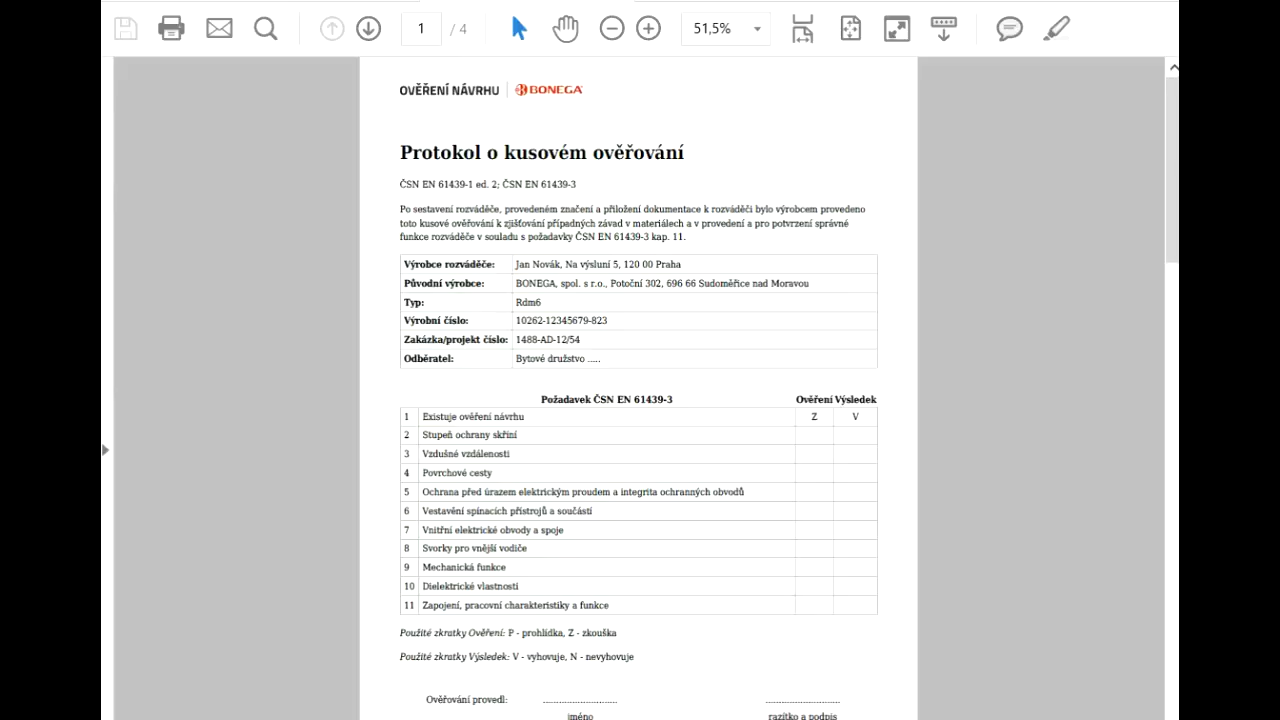 1 / 4 51,5%
OVĚŘENÍ NÁVRHU BONEGA
Protokol o kusovém ověřování
ČSN EN 61439-1 ed. 2; ČSN EN 61439-3
Po sestavení rozváděče, provedeném značení a přiložení dokumentace k rozváděči bylo výrobcem provedeno
toto kusové ověřování k zjišťování případných závad v materiálech a v provedení a pro potvrzení správné
funkce rozváděče v souladu s požadavky ČSN EN 61439-3 kap. 11.
Výrobce rozváděče: Jan Novák, Na výsluní 5, 120 00 Praha
Původní výrobce: BONEGA, spol. s r.o., Potoční 302, 696 66 Sudoměřice nad Moravou
Typ: Rdm6
Výrobní číslo: 10262-12345679-823
Zakázka/projekt číslo: 1488-AD-12/54
Odběratel: Bytové družstvo .....
Požadavek ČSN EN 61439-3 Ověření Výsledek
1 Existuje ověření návrhu Z V
2 Stupeň ochrany skříní
3 Vzdušné vzdálenosti
4 Povrchové cesty
5 Ochrana před úrazem elektrickým proudem a integrita ochranných obvodů
6 Vestavění spínacích přístrojů a součástí
7 Vnitřní elektrické obvody a spoje
8 Svorky pro vnější vodiče
9 Mechanická funkce
10 Dielektrické vlastnosti
11 Zapojení, pracovní charakteristiky a funkce
Použité zkratky Ověření: P - prohlídka, Z - zkouška
Použité zkratky Výsledek: V - vyhovuje, N - nevyhovuje
Ověřování provedl: ............................ ............................
jméno razítko a podpis